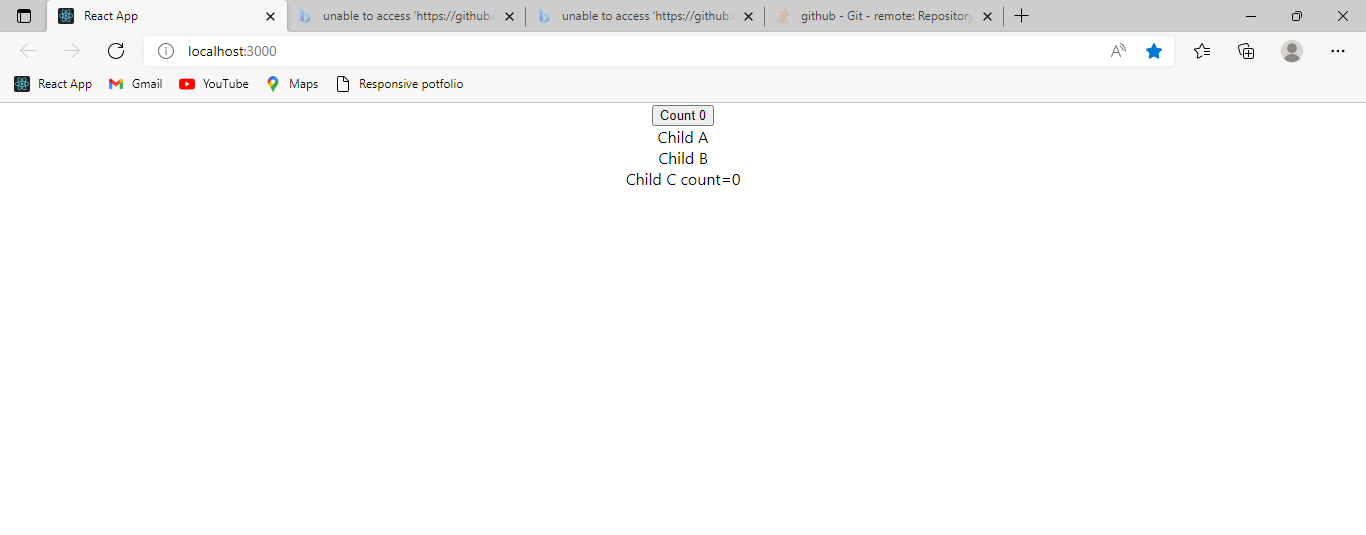 React App
unable to access 'https://github.c
unable to access 'https://github.c
github - Git - remote: Repository
localhost:3000
React App
Gmail
YouTube
Maps
Responsive potfolio
Count 0
Child A
Child B
Child C count=0